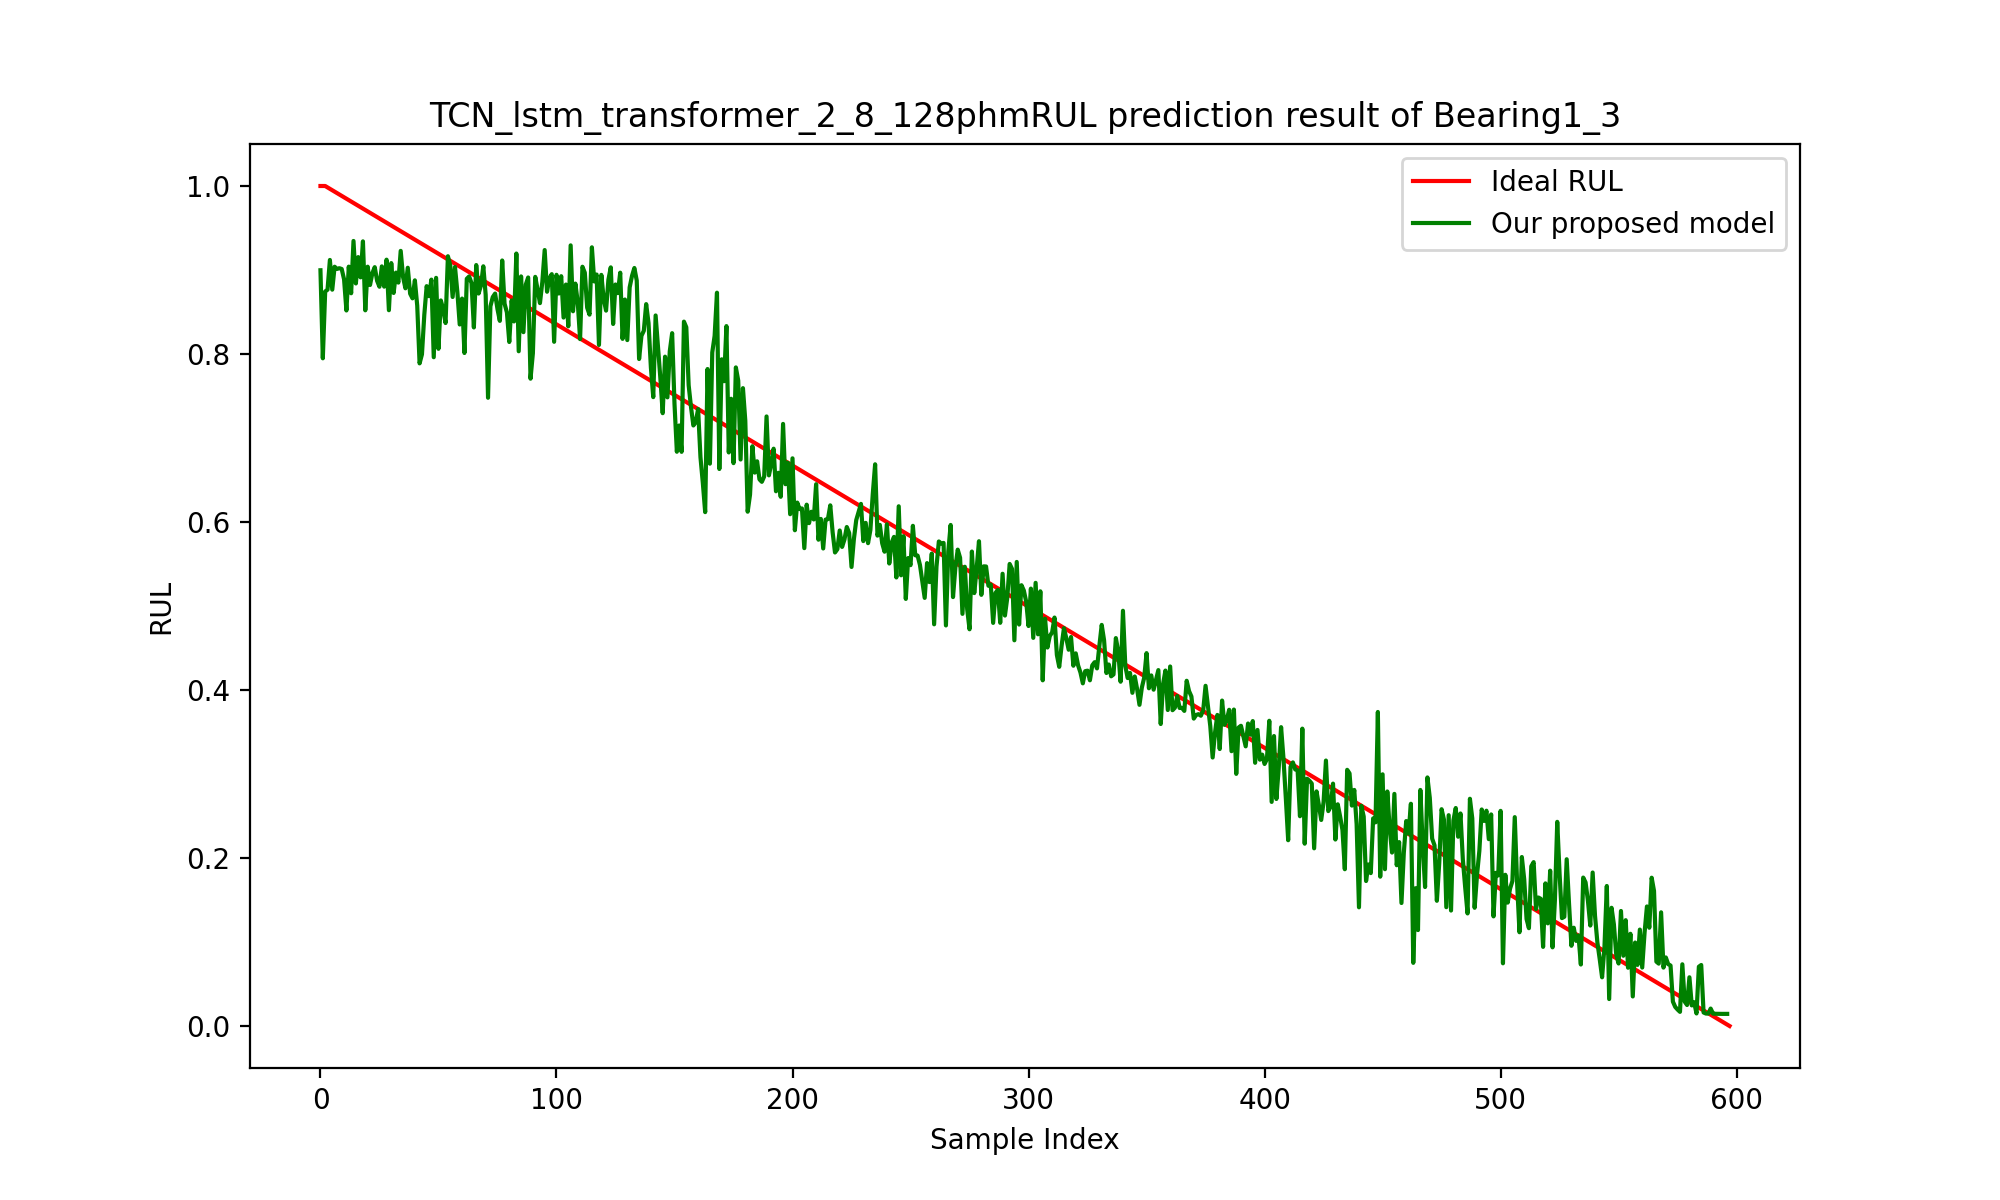 TCN_lstm_transformer_2_8_128phmRUL prediction result of Bearing1_3
Ideal RUL
Our proposed model
1.0
0.8
0.6
0.4
0.2
0.0
RUL
0 100 200 300 400 500 600
Sample Index